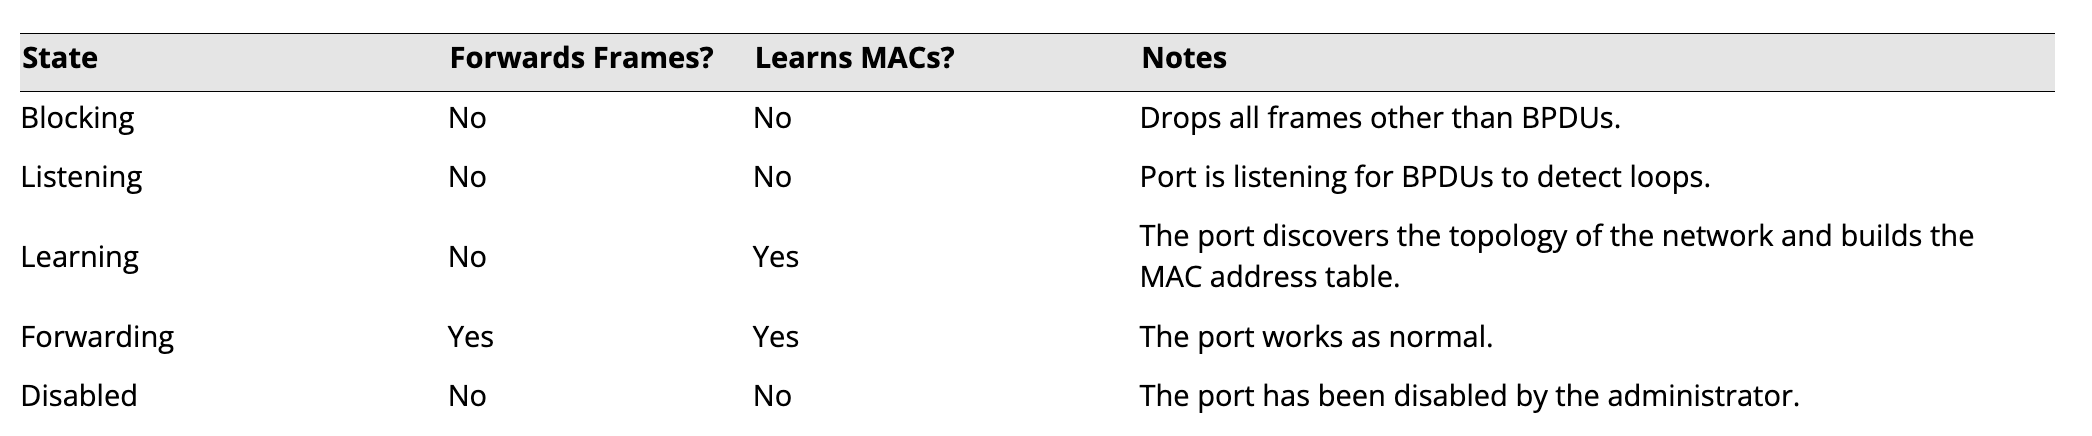 State Forwards Frames? Learns MACs? Notes
Blocking No No Drops all frames other than BPDUs.
Listening No No Port is listening for BPDUs to detect loops.
Learning No Yes The port discovers the topology of the network and builds the
MAC address table.
Forwarding Yes Yes The port works as normal.
Disabled No No The port has been disabled by the administrator.